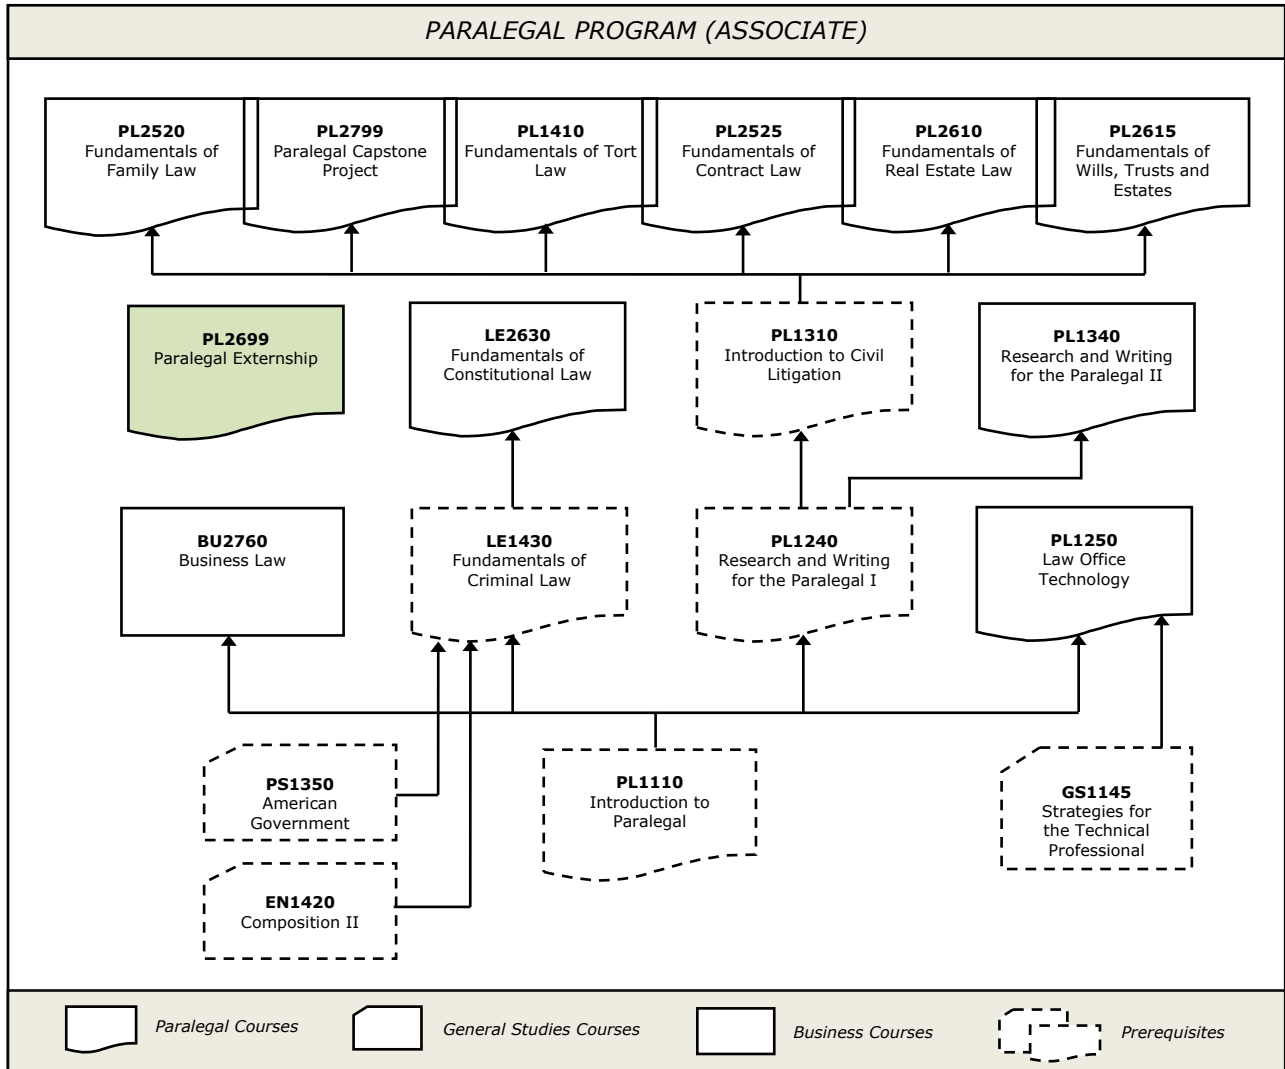 PARALEGAL PROGRAM (ASSOCIATE)
PL2520
Fundamentals of
Family Law
PL2799
Paralegal Capstone
Project
PL1410
Fundamentals of Tort
Law
PL2525
Fundamentals of
Contract Law
PL2610
Fundamentals of
Real Estate Law
PL2615
Fundamentals of
Wills, Trusts and
Estates
PL2699
Paralegal Externship
LE2630
Fundamentals of
Constitutional Law
PL1310
Introduction to Civil
Litigation
PL1340
Research and Writing
for the Paralegal II
BU2760
Business Law
LE1430
Fundamentals of
Criminal Law
PL1240
Research and Writing
for the Paralegal I
PL1250
Law Office
Technology
PS1350
American
Government
PL1110
Introduction to
Paralegal
GS1145
Strategies for
the Technical
Professional
EN1420
Composition II
Paralegal Courses
General Studies Courses
Business Courses
Prerequisites